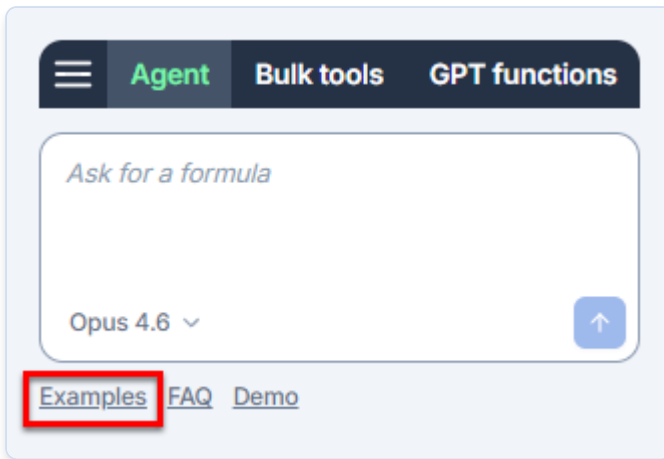 Agent Bulk tools GPT functions
Ask for a formula
Opus 4.6
Examples FAQ Demo